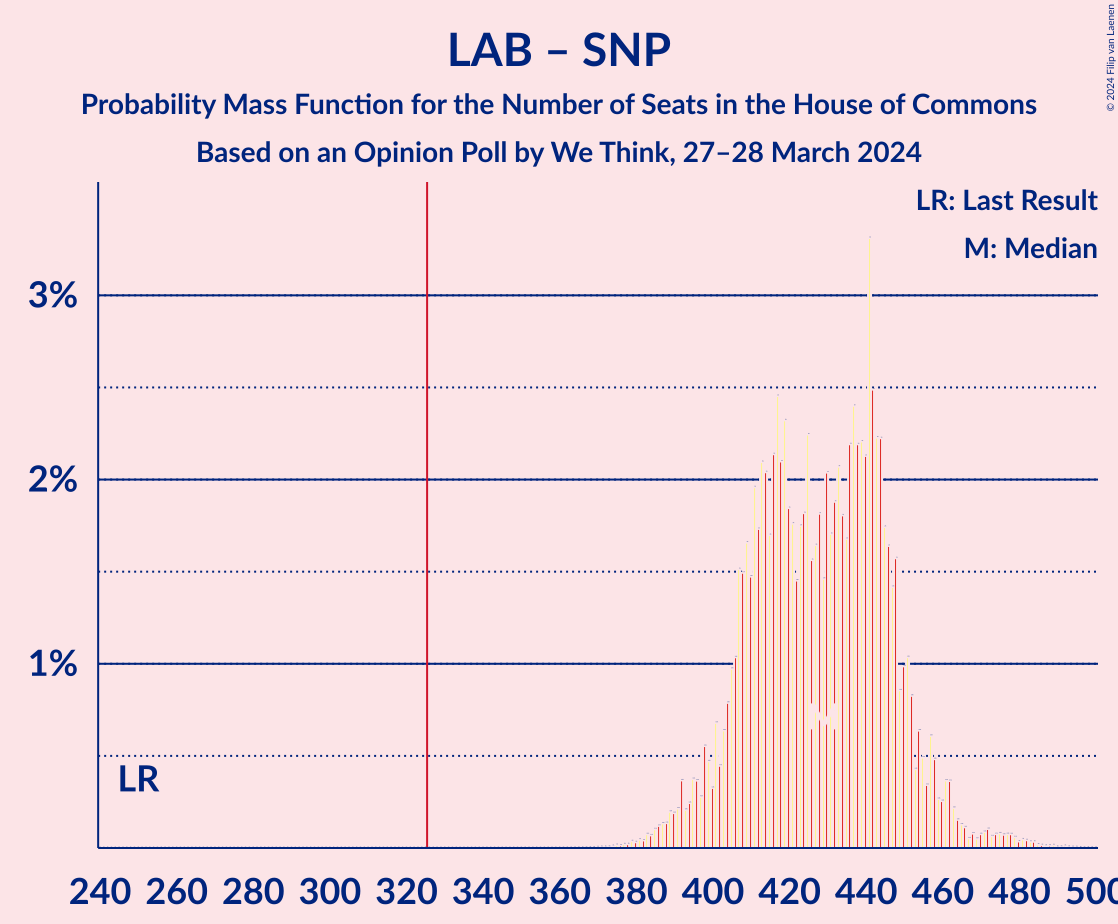 LAB – SNP
Probability Mass Function for the Number of Seats in the House of Commons
Based on an Opinion Poll by We Think, 27–28 March 2024
© 2024 Filip van Laenen
LR: Last Result
M: Median
3%
2%
1%
LR
M
240 260 280 300 320 340 360 380 400 420 440 460 480 500